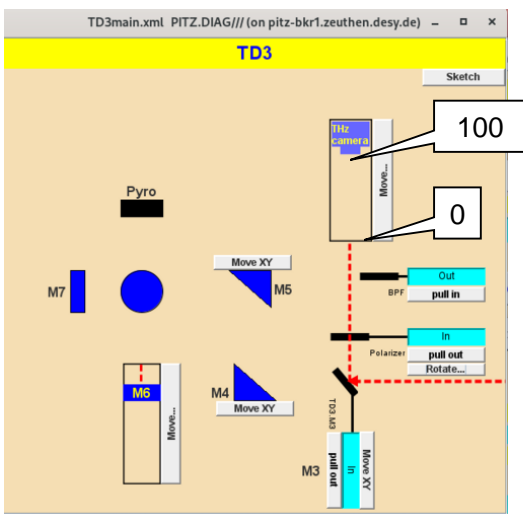 TD3main.xml PITZ.DIAG/// (on pitz-bkr1.zeuthen.desy.de)
TD3
Sketch
THz
camera
100
Move...
Pyro
0
Move XY
M7
M5
Out
BPF
pull in
In
Polarizer
pull out
Rotate...
M6
Move...
M4
Move XY
TD3.M3
M3
pull out
In
Move XY